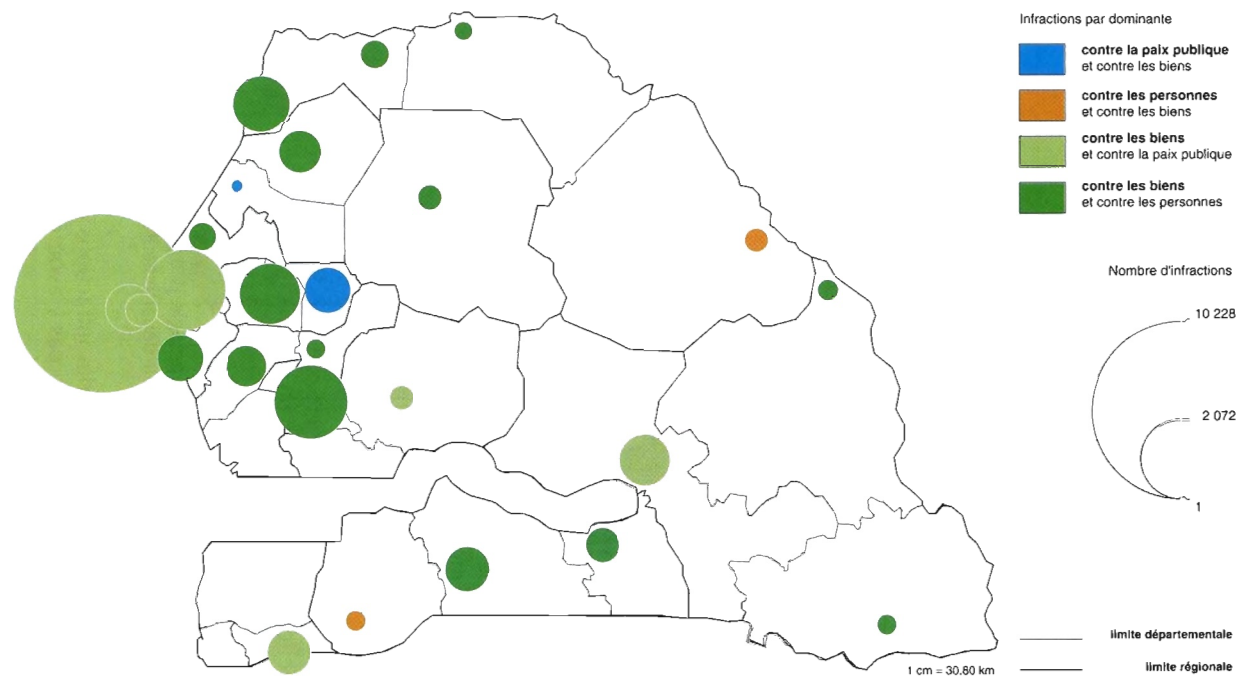 Infractions par dominante
contre la paix publique
et contre les biens
contre les personnes
et contre les biens
contre les biens
et contre la paix publique
contre les biens
et contre les personnes
Nombre d'infractions
10 228
2 072
1
limite départementale
limite régionale
1 cm = 30.80 km